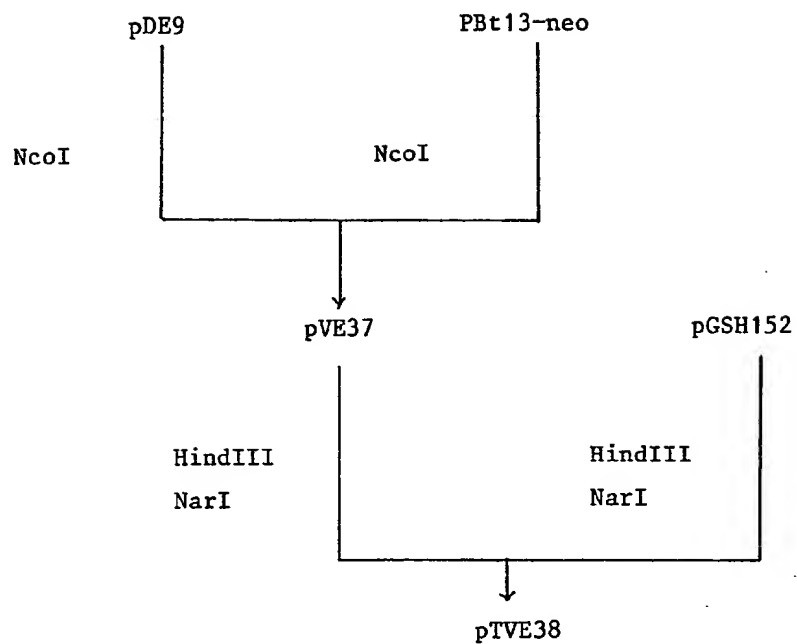 pDE9
PBt13-neo
NcoI
NcoI
pVE37
pGSH152
HindIII
NarI
HindIII
NarI
pTVE38